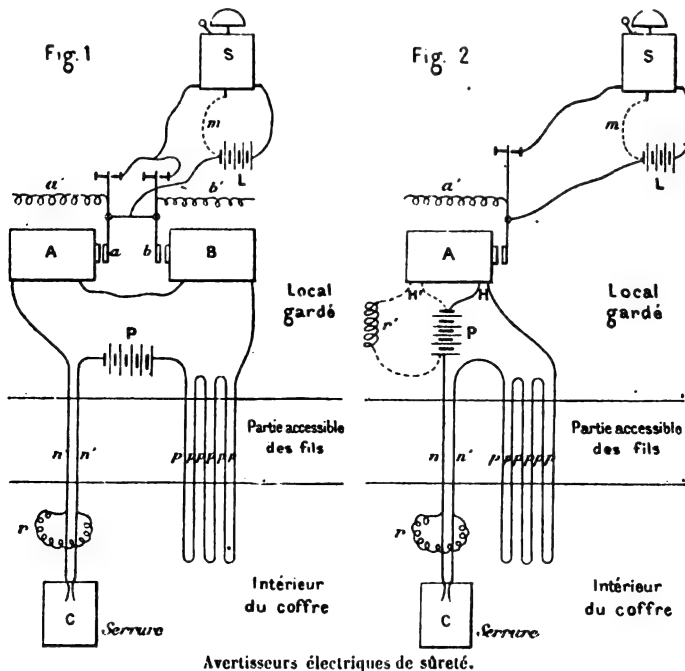 Fig. 1
S
m
L
a'
b'
A
a
b
B
P
Local
gardé
Partie accessible
des fils
n
n'
p p p p p
r
C
Serrure
Intérieur
du coffre
Fig. 2
S
m
L
a'
A
H'
H
r'
P
Local
gardé
Partie accessible
des fils
n
n'
p p p p p
r
C
Serrure
Intérieur
du coffre
Avertisseurs électriques de sûreté.